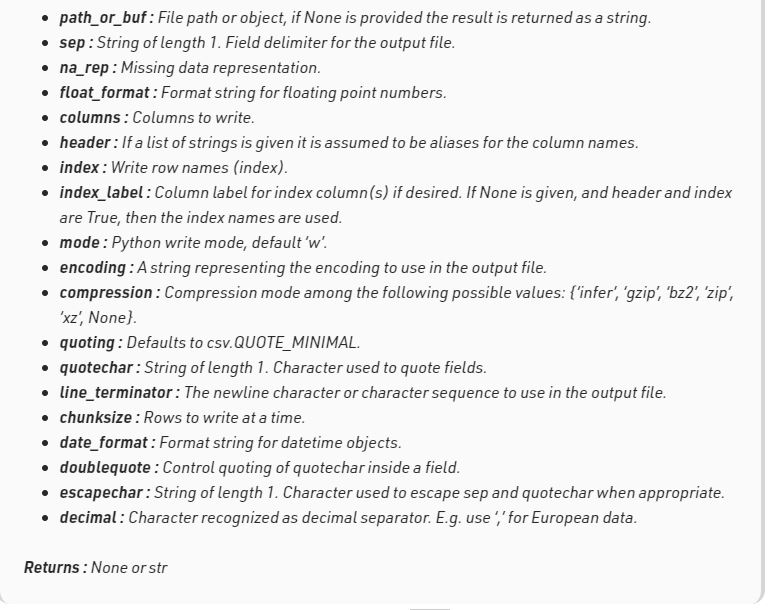 • path_or_buf : File path or object, if None is provided the result is returned as a string.
• sep : String of length 1. Field delimiter for the output file.
• na_rep : Missing data representation.
• float_format : Format string for floating point numbers.
• columns : Columns to write.
• header : If a list of strings is given it is assumed to be aliases for the column names.
• index : Write row names (index).
• index_label : Column label for index column(s) if desired. If None is given, and header and index
are True, then the index names are used.
• mode : Python write mode, default ‘w’.
• encoding : A string representing the encoding to use in the output file.
• compression : Compression mode among the following possible values: {‘infer’, ‘gzip’, ‘bz2’, ‘zip’,
‘xz’, None}.
• quoting : Defaults to csv.QUOTE_MINIMAL.
• quotechar : String of length 1. Character used to quote fields.
• line_terminator : The newline character or character sequence to use in the output file.
• chunksize : Rows to write at a time.
• date_format : Format string for datetime objects.
• doublequote : Control quoting of quotechar inside a field.
• escapechar : String of length 1. Character used to escape sep and quotechar when appropriate.
• decimal : Character recognized as decimal separator. E.g. use ‘,’ for European data.
Returns : None or str